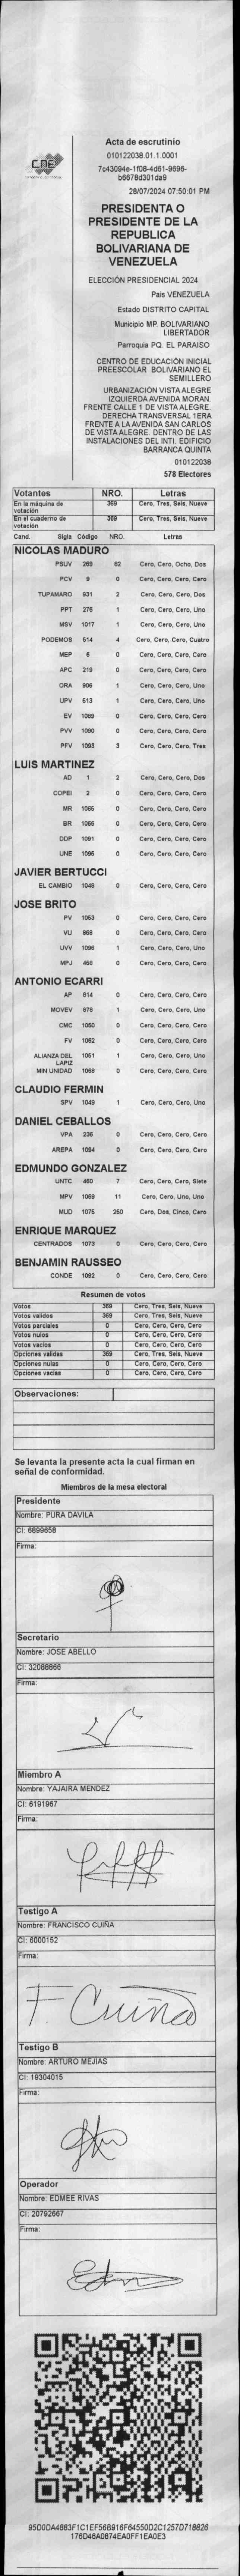 CNE
Acta de escrutinio
010122038.01.1.0001
7c43094e-1f08-4d61-9696-
b6678d301da9
28/07/2024 07:50:01 PM
PRESIDENTA O
PRESIDENTE DE LA
REPUBLICA
BOLIVARIANA DE
VENEZUELA
ELECCIÓN PRESIDENCIAL 2024
Pais VENEZUELA
Estado DISTRITO CAPITAL
Municipio MP. BOLIVARIANO
LIBERTADOR
Parroquia PQ. EL PARAISO
CENTRO DE EDUCACIÓN INICIAL
PREESCOLAR BOLIVARIANO EL
SEMILLERO
URBANIZACIÓN VISTA ALEGRE
IZQUIERDA AVENIDA MORAN.
FRENTE CALLE 1 DE VISTA ALEGRE.
DERECHA TRANSVERSAL 1ERA
FRENTE A LA AVENIDA SAN CARLOS
DE VISTA ALEGRE. DENTRO DE LAS
INSTALACIONES DEL INTI. EDIFICIO
BARRANCA QUINTA
010122038
578 Electores
Votantes NRO. Letras
En la máquina de votación 369 Cero, Tres, Seis, Nueve
En el cuaderno de votación 369 Cero, Tres, Seis, Nueve
Cand. Sigla Código NRO. Letras
NICOLAS MADURO
PSUV 269 82 Cero, Cero, Ocho, Dos
PCV 9 0 Cero, Cero, Cero, Cero
TUPAMARO 931 2 Cero, Cero, Cero, Dos
PPT 276 1 Cero, Cero, Cero, Uno
MSV 1017 1 Cero, Cero, Cero, Uno
PODEMOS 514 4 Cero, Cero, Cero, Cuatro
MEP 6 0 Cero, Cero, Cero, Cero
APC 219 0 Cero, Cero, Cero, Cero
ORA 906 1 Cero, Cero, Cero, Uno
UPV 613 1 Cero, Cero, Cero, Uno
EV 1089 0 Cero, Cero, Cero, Cero
PVV 1090 0 Cero, Cero, Cero, Cero
PFV 1093 3 Cero, Cero, Cero, Tres
LUIS MARTINEZ
AD 1 2 Cero, Cero, Cero, Dos
COPEI 2 0 Cero, Cero, Cero, Cero
MR 1065 0 Cero, Cero, Cero, Cero
BR 1066 0 Cero, Cero, Cero, Cero
DDP 1091 0 Cero, Cero, Cero, Cero
UNE 1095 0 Cero, Cero, Cero, Cero
JAVIER BERTUCCI
EL CAMBIO 1048 0 Cero, Cero, Cero, Cero
JOSE BRITO
PV 1053 0 Cero, Cero, Cero, Cero
VU 868 0 Cero, Cero, Cero, Cero
UVV 1096 1 Cero, Cero, Cero, Uno
MPJ 458 0 Cero, Cero, Cero, Cero
ANTONIO ECARRI
AP 814 0 Cero, Cero, Cero, Cero
MOVEV 879 1 Cero, Cero, Cero, Uno
CMC 1050 0 Cero, Cero, Cero, Cero
FV 1062 0 Cero, Cero, Cero, Cero
ALIANZA DEL LAPIZ 1051 1 Cero, Cero, Cero, Uno
MIN UNIDAD 1058 0 Cero, Cero, Cero, Cero
CLAUDIO FERMIN
SPV 1049 1 Cero, Cero, Cero, Uno
DANIEL CEBALLOS
VPA 236 0 Cero, Cero, Cero, Cero
AREPA 1094 0 Cero, Cero, Cero, Cero
EDMUNDO GONZALEZ
UNTC 480 7 Cero, Cero, Cero, Siete
MPV 1069 11 Cero, Cero, Uno, Uno
MUD 1075 250 Cero, Dos, Cinco, Cero
ENRIQUE MARQUEZ
CENTRADOS 1073 0 Cero, Cero, Cero, Cero
BENJAMIN RAUSSEO
CONDE 1092 0 Cero, Cero, Cero, Cero
Resumen de votos
Votos 369 Cero, Tres, Seis, Nueve
Votos validos 369 Cero, Tres, Seis, Nueve
Votos parciales 0 Cero, Cero, Cero, Cero
Votos nulos 0 Cero, Cero, Cero, Cero
Votos vacios 0 Cero, Cero, Cero, Cero
Opciones validas 369 Cero, Tres, Seis, Nueve
Opciones nulas 0 Cero, Cero, Cero, Cero
Opciones vacias 0 Cero, Cero, Cero, Cero
Observaciones:
Se levanta la presente acta la cual firman en
señal de conformidad.
Miembros de la mesa electoral
Presidente
Nombre: PURA DAVILA
CI: 6899658
Firma:
Secretario
Nombre: JOSE ABELLO
CI: 32088666
Firma:
Miembro A
Nombre: YAJAIRA MENDEZ
CI: 6191967
Firma:
Testigo A
Nombre: FRANCISCO CUIÑA
CI: 6000152
Firma:
F. Cuiña
Testigo B
Nombre: ARTURO MEJIAS
CI: 19304015
Firma:
Operador
Nombre: EDMEE RIVAS
CI: 20792667
Firma:
95D0DA4883F1C1EF56B916F64550D2C1257D718826
176D46A0874EA0FF1EA0E3